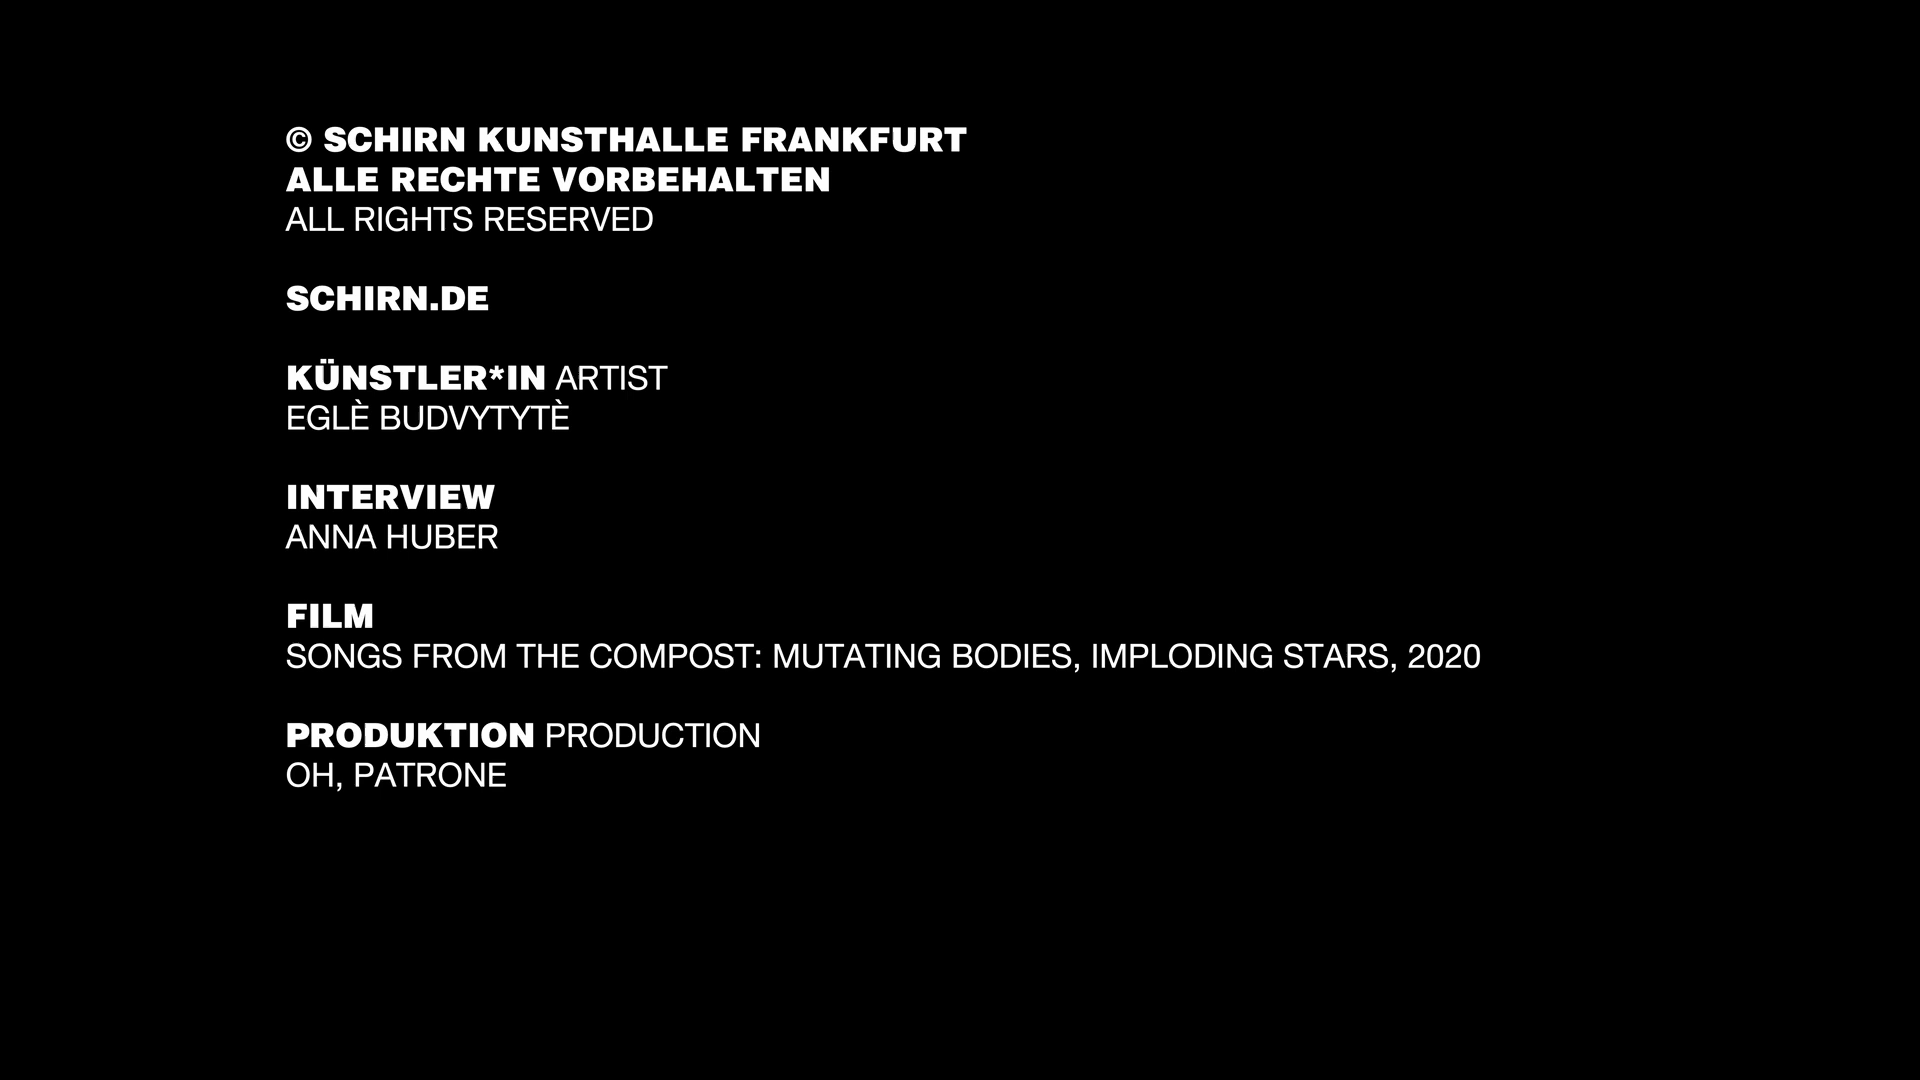 © SCHIRN KUNSTHALLE FRANKFURT
ALLE RECHTE VORBEHALTEN
ALL RIGHTS RESERVED
SCHIRN.DE
KÜNSTLER*IN ARTIST
EGLÈ BUDVYTYTÈ
INTERVIEW
ANNA HUBER
FILM
SONGS FROM THE COMPOST: MUTATING BODIES, IMPLODING STARS, 2020
PRODUKTION PRODUCTION
OH, PATRONE